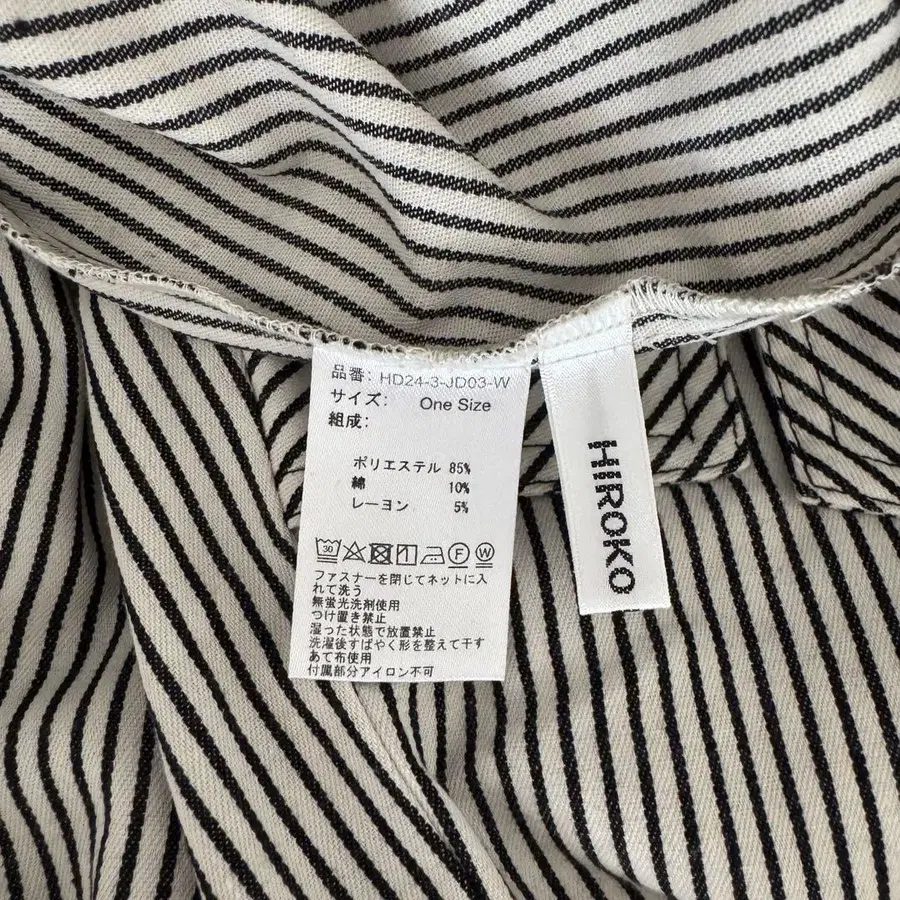 品番: HD24-3-JD03-W
サイズ: One Size
組成:
ポリエステル 85%
綿 10%
レーヨン 5%
30 F W
ファスナーを閉じてネットに入
れて洗う
無蛍光洗剤使用
つけ置き禁止
湿った状態で放置禁止
洗濯後すばやく形を整えて干す
あて布使用
付属部分アイロン不可
HIROKO